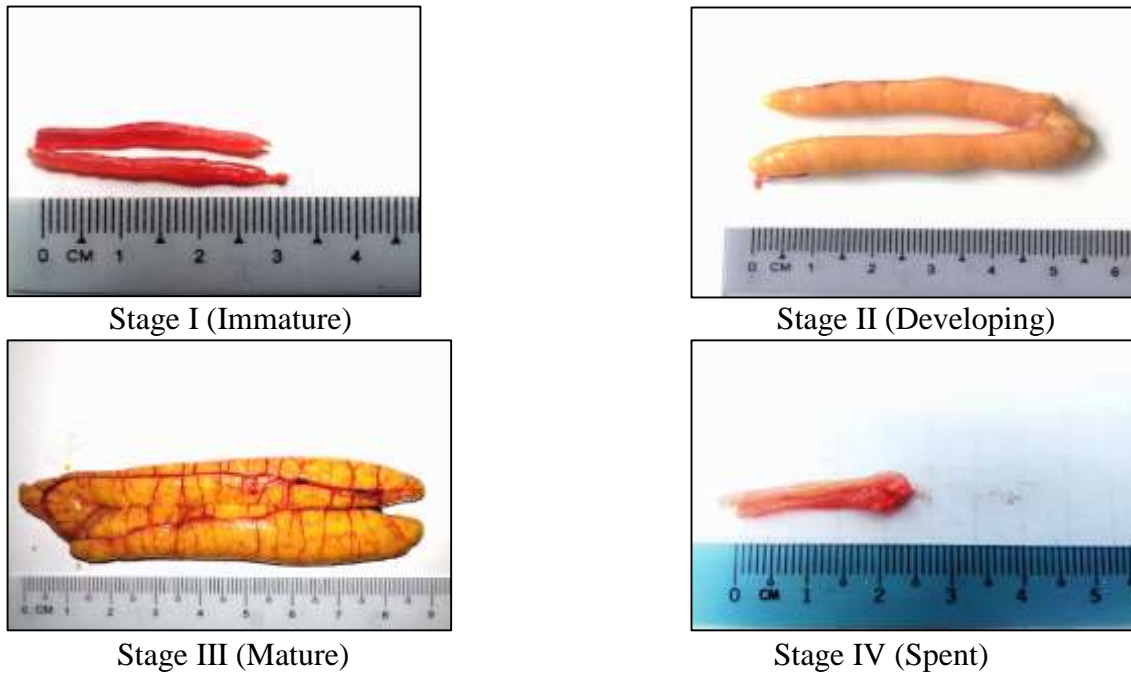 0 CM 1 2 3 4
0 CM 1 2 3 4 5 6
Stage I (Immature)
Stage II (Developing)
0 CM 1 2 3 4 5 6 7 8 9
0 CM 1 2 3 4 5
Stage III (Mature)
Stage IV (Spent)